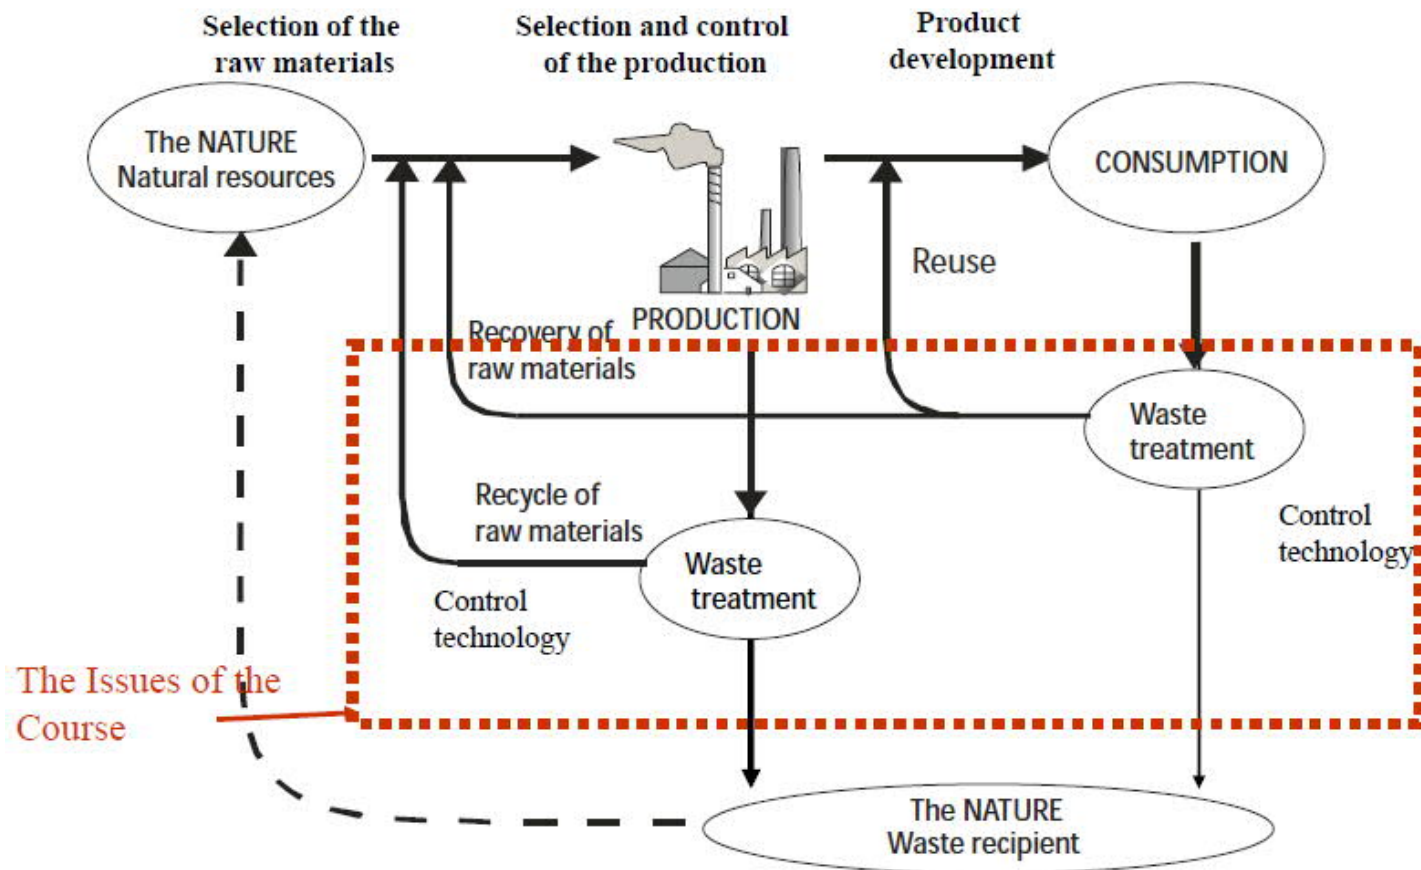 Selection of the
raw materials
Selection and control
of the production
Product
development
The NATURE
Natural resources
CONSUMPTION
Reuse
PRODUCTION
Recovery of
raw materials
Waste
treatment
Recycle of
raw materials
Control
technology
Waste
treatment
Control
technology
The Issues of the
Course
The NATURE
Waste recipient